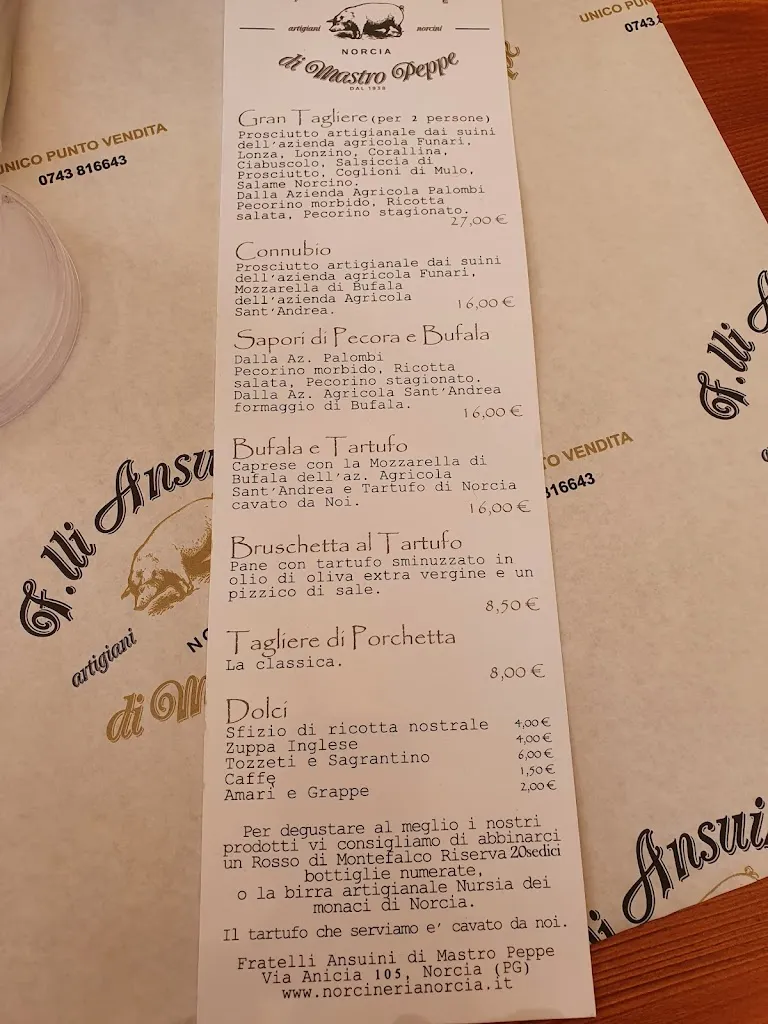 artigiani norcini
NORCIA
di Mastro Peppe
DAL 1938
Gran Tagliere (per 2 persone)
Prosciutto artigianale dai suini
dell'azienda agricola Funari,
Lonza, Lonzino, Corallina,
Ciabuscolo, Salsiccia di
Prosciutto, Coglioni di Mulo,
Salame Norcino.
Dalla Azienda Agricola Palombi
Pecorino morbido, Ricotta
salata, Pecorino stagionato.
27,00 €
Connubio
Prosciutto artigianale dai suini
dell'azienda agricola Funari,
Mozzarella di Bufala
dell'azienda Agricola
Sant'Andrea.
16,00 €
Sapori di Pecora e Bufala
Dalla Az. Palombi
Pecorino morbido, Ricotta
salata, Pecorino stagionato.
Dalla Az. Agricola Sant'Andrea
formaggio di Bufala.
16,00 €
Bufala e Tartufo
Caprese con la Mozzarella di
Bufala dell'az. Agricola
Sant'Andrea e Tartufo di Norcia
cavato da Noi.
16,00 €
Bruschetta al Tartufo
Pane con tartufo sminuzzato in
olio di oliva extra vergine e un
pizzico di sale.
8,50 €
Tagliere di Porchetta
La classica.
8,00 €
Dolci
Sfizio di ricotta nostrale 4,00 €
Zuppa Inglese 4,00 €
Tozzeti e Sagrantino 6,00 €
Caffe 1,50 €
Amari e Grappe 2,00 €
Per degustare al meglio i nostri
prodotti vi consigliamo di abbinarci
un Rosso di Montefalco Riserva 20sedici
bottiglie numerate,
o la birra artigianale Nursia dei
monaci di Norcia.
Il tartufo che serviamo e' cavato da noi.
Fratelli Ansuini di Mastro Peppe
Via Anicia 105, Norcia (PG)
www.norcinerianorcia.it
UNICO PUNTO VENDITA
0743 816643
F.lli Ansu
artigiani
NO
di M
UNICO PUN
0743
F.lli A
TO VENDITA
816643
i Ansui